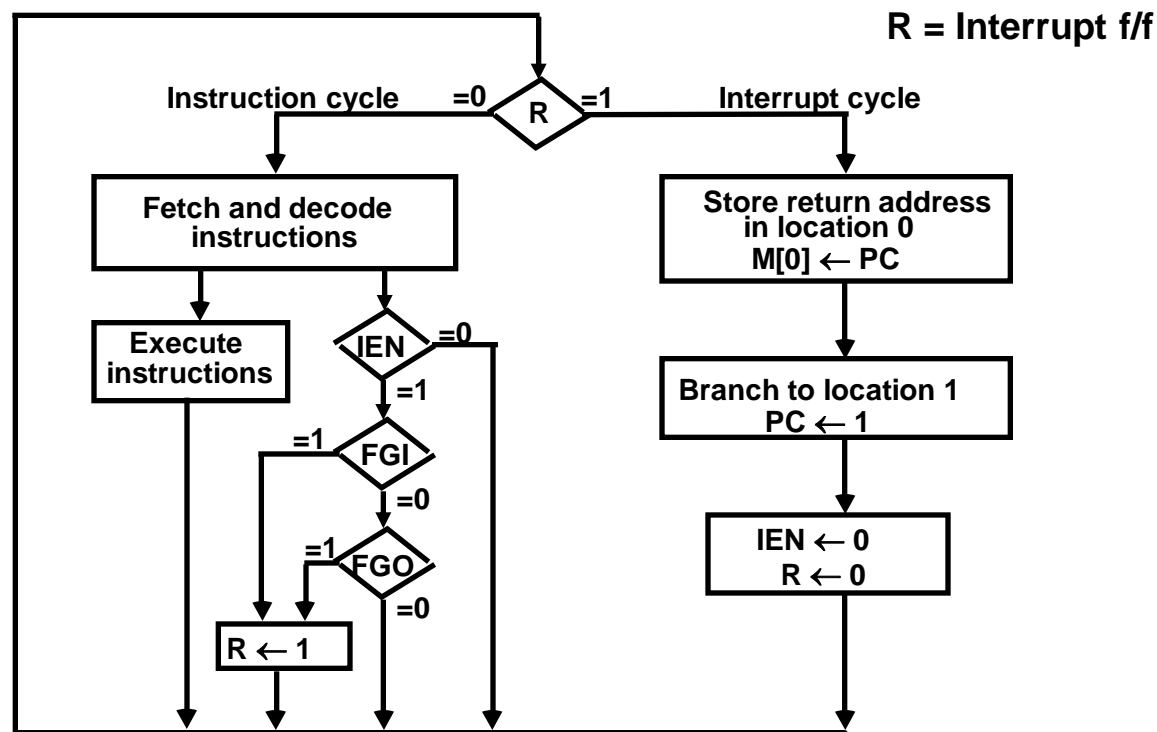 R = Interrupt f/f
Instruction cycle
=0
R
=1
Interrupt cycle
Fetch and decode
instructions
Store return address
in location 0
M[0] ← PC
Execute
instructions
IEN
=0
=1
Branch to location 1
PC ← 1
=1
FGI
=0
IEN ← 0
R ← 0
=1
FGO
=0
R ← 1